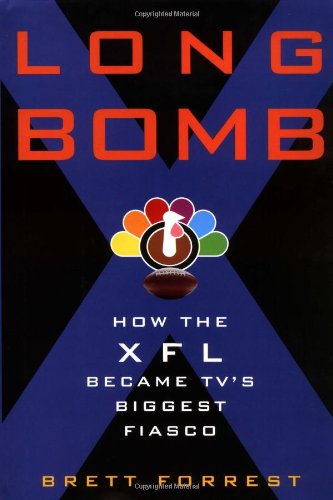 LONG
BOMB
HOW THE
XFL
BECAME TV'S
BIGGEST
FIASCO
BRETT FORREST